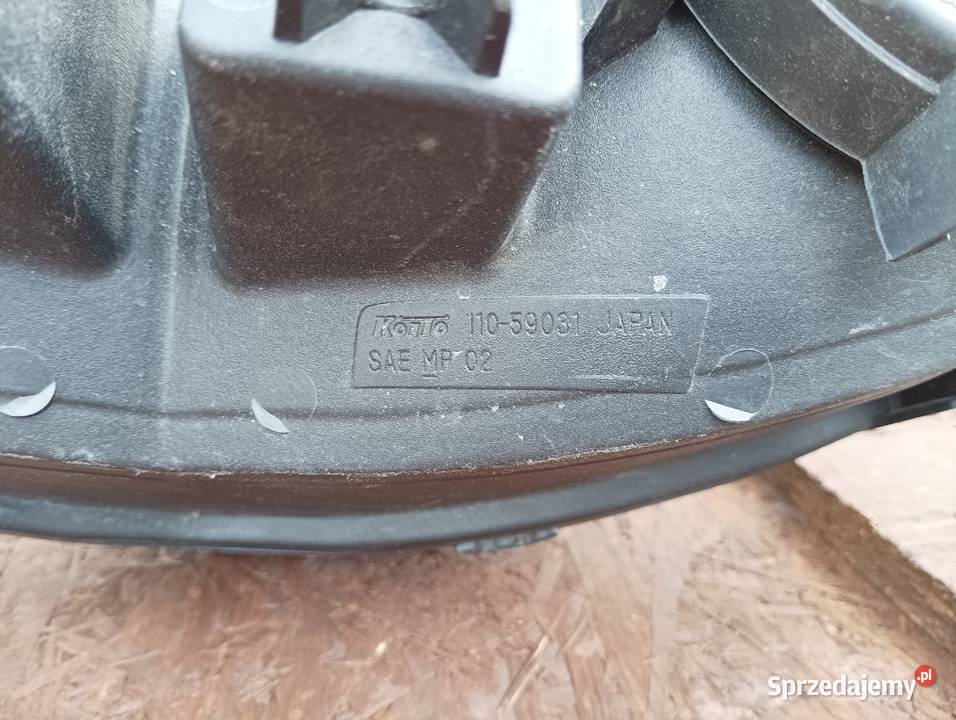 KOITO 110-59031 JAPAN
SAE MP 02
Sprzedajemy.pl